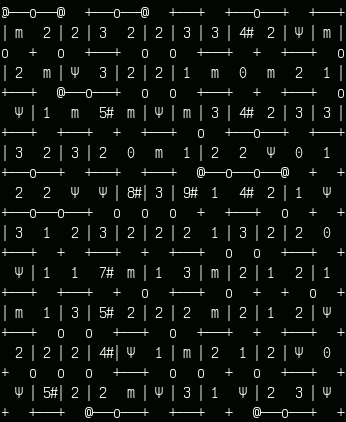 @———o———@   +———o———@   +———+   +———o———+   +———+
| m   2 | 2 | 3   2 | 2 | 3 | 3 | 4#  2 | Ψ | m |
o   +   o   +———+   o   o   +———+   +———+   +———+
| 2   m | Ψ   3 | 2 | 2 | 1   m   0   m   2   1 |
+———+   @———o———+   o   o   +———+   +———+   +   o
  Ψ | 1   m   5#  m | Ψ | m | 3 | 4#  2 | 3 | 3 |
+———+   +———+   +   +———+   o   +———o———+   +———+
| 3   2 | 3 | 2   0   m   1 | 2   2   Ψ   0   1
+———o———+   +———+   +———+   @———o———o———@   +   +
  2   2   Ψ   Ψ | 8#| 3 | 9#  1   4#  2 | 1   Ψ
+———o———o———+   o   o   o   +———+   +———o   +   +
| 3   1   2 | 3 | 2 | 2 | 2   1 | 3 | 2 | 2   0
+———+   +   +———+   +———+   +   o   o   +———+   +
  Ψ | 1   1   7#  m | 1   3 | m | 2 | 1   2 | 1
+———+   +———+   +   o   +———+   +   +   +   o   +
| m   1 | 3 | 5#  2 | 2   2   m | 2 | 1   2 | Ψ
+———+   o   o   +———+   o   +———+   +———+   +   +
  2 | 2 | 2 | 4#| Ψ   1 | m | 2   1   2 | Ψ   0
+   o   o   o   +———+   o   +———+   +   +———+   +
  Ψ | 5#| 2 | 2   m | Ψ | 3 | 1   Ψ | 2   3 | Ψ
+   +———+   @———o———+   +———+   +   @———o———+   +